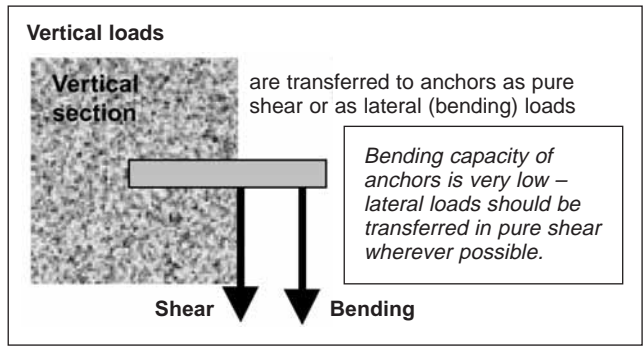 Vertical loads
Vertical
section
are transferred to anchors as pure
shear or as lateral (bending) loads
Bending capacity of
anchors is very low –
lateral loads should be
transferred in pure shear
wherever possible.
Shear
Bending